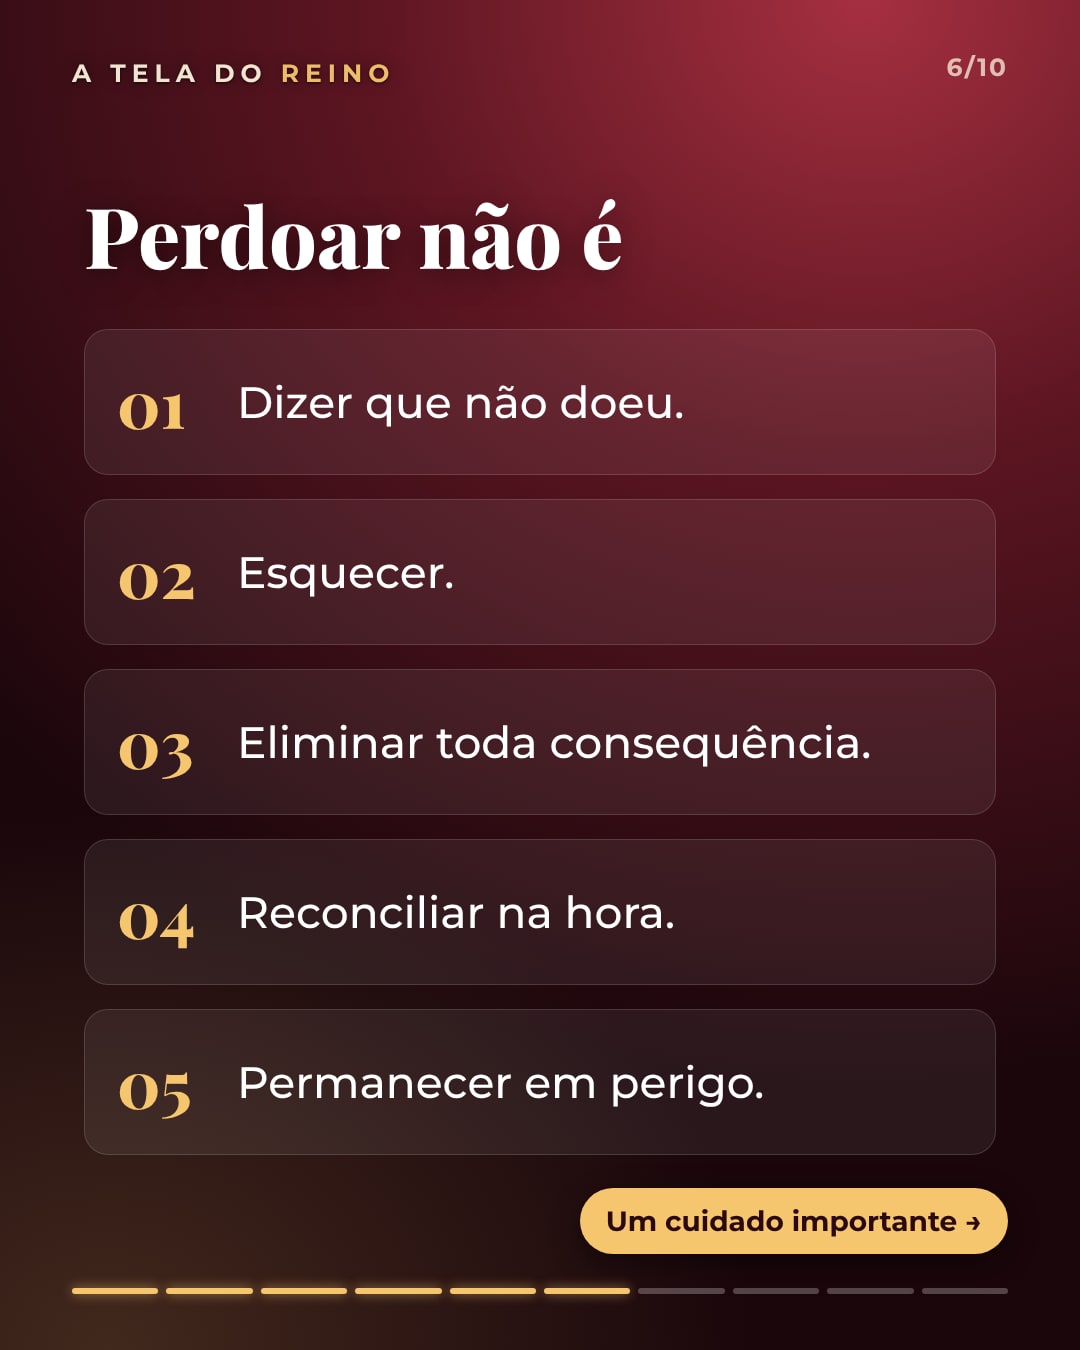 A TELA DO REINO
6/10
Perdoar não é
01 Dizer que não doeu.
02 Esquecer.
03 Eliminar toda consequência.
04 Reconciliar na hora.
05 Permanecer em perigo.
Um cuidado importante →